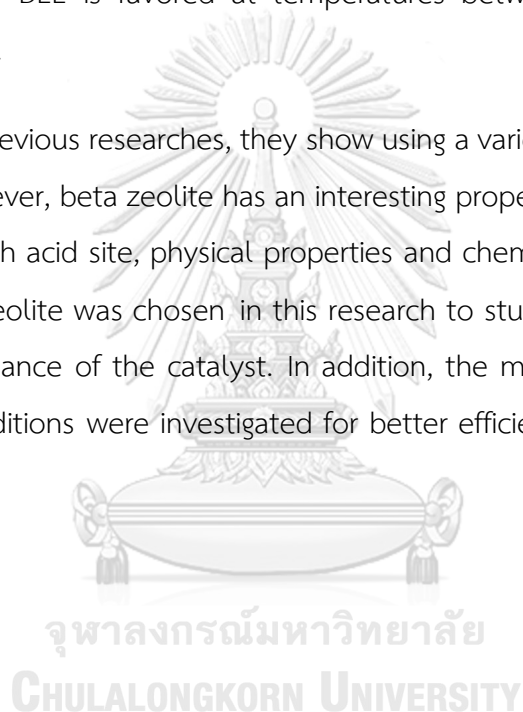 DEE is favored at temperatures betw
evious researches, they show using a vari
ever, beta zeolite has an interesting prope
h acid site, physical properties and chem
eolite was chosen in this research to stu
ance of the catalyst. In addition, the m
ditions were investigated for better efficie
จุฬาลงกรณ์มหาวิทยาลัย
CHULALONGKORN UNIVERSITY